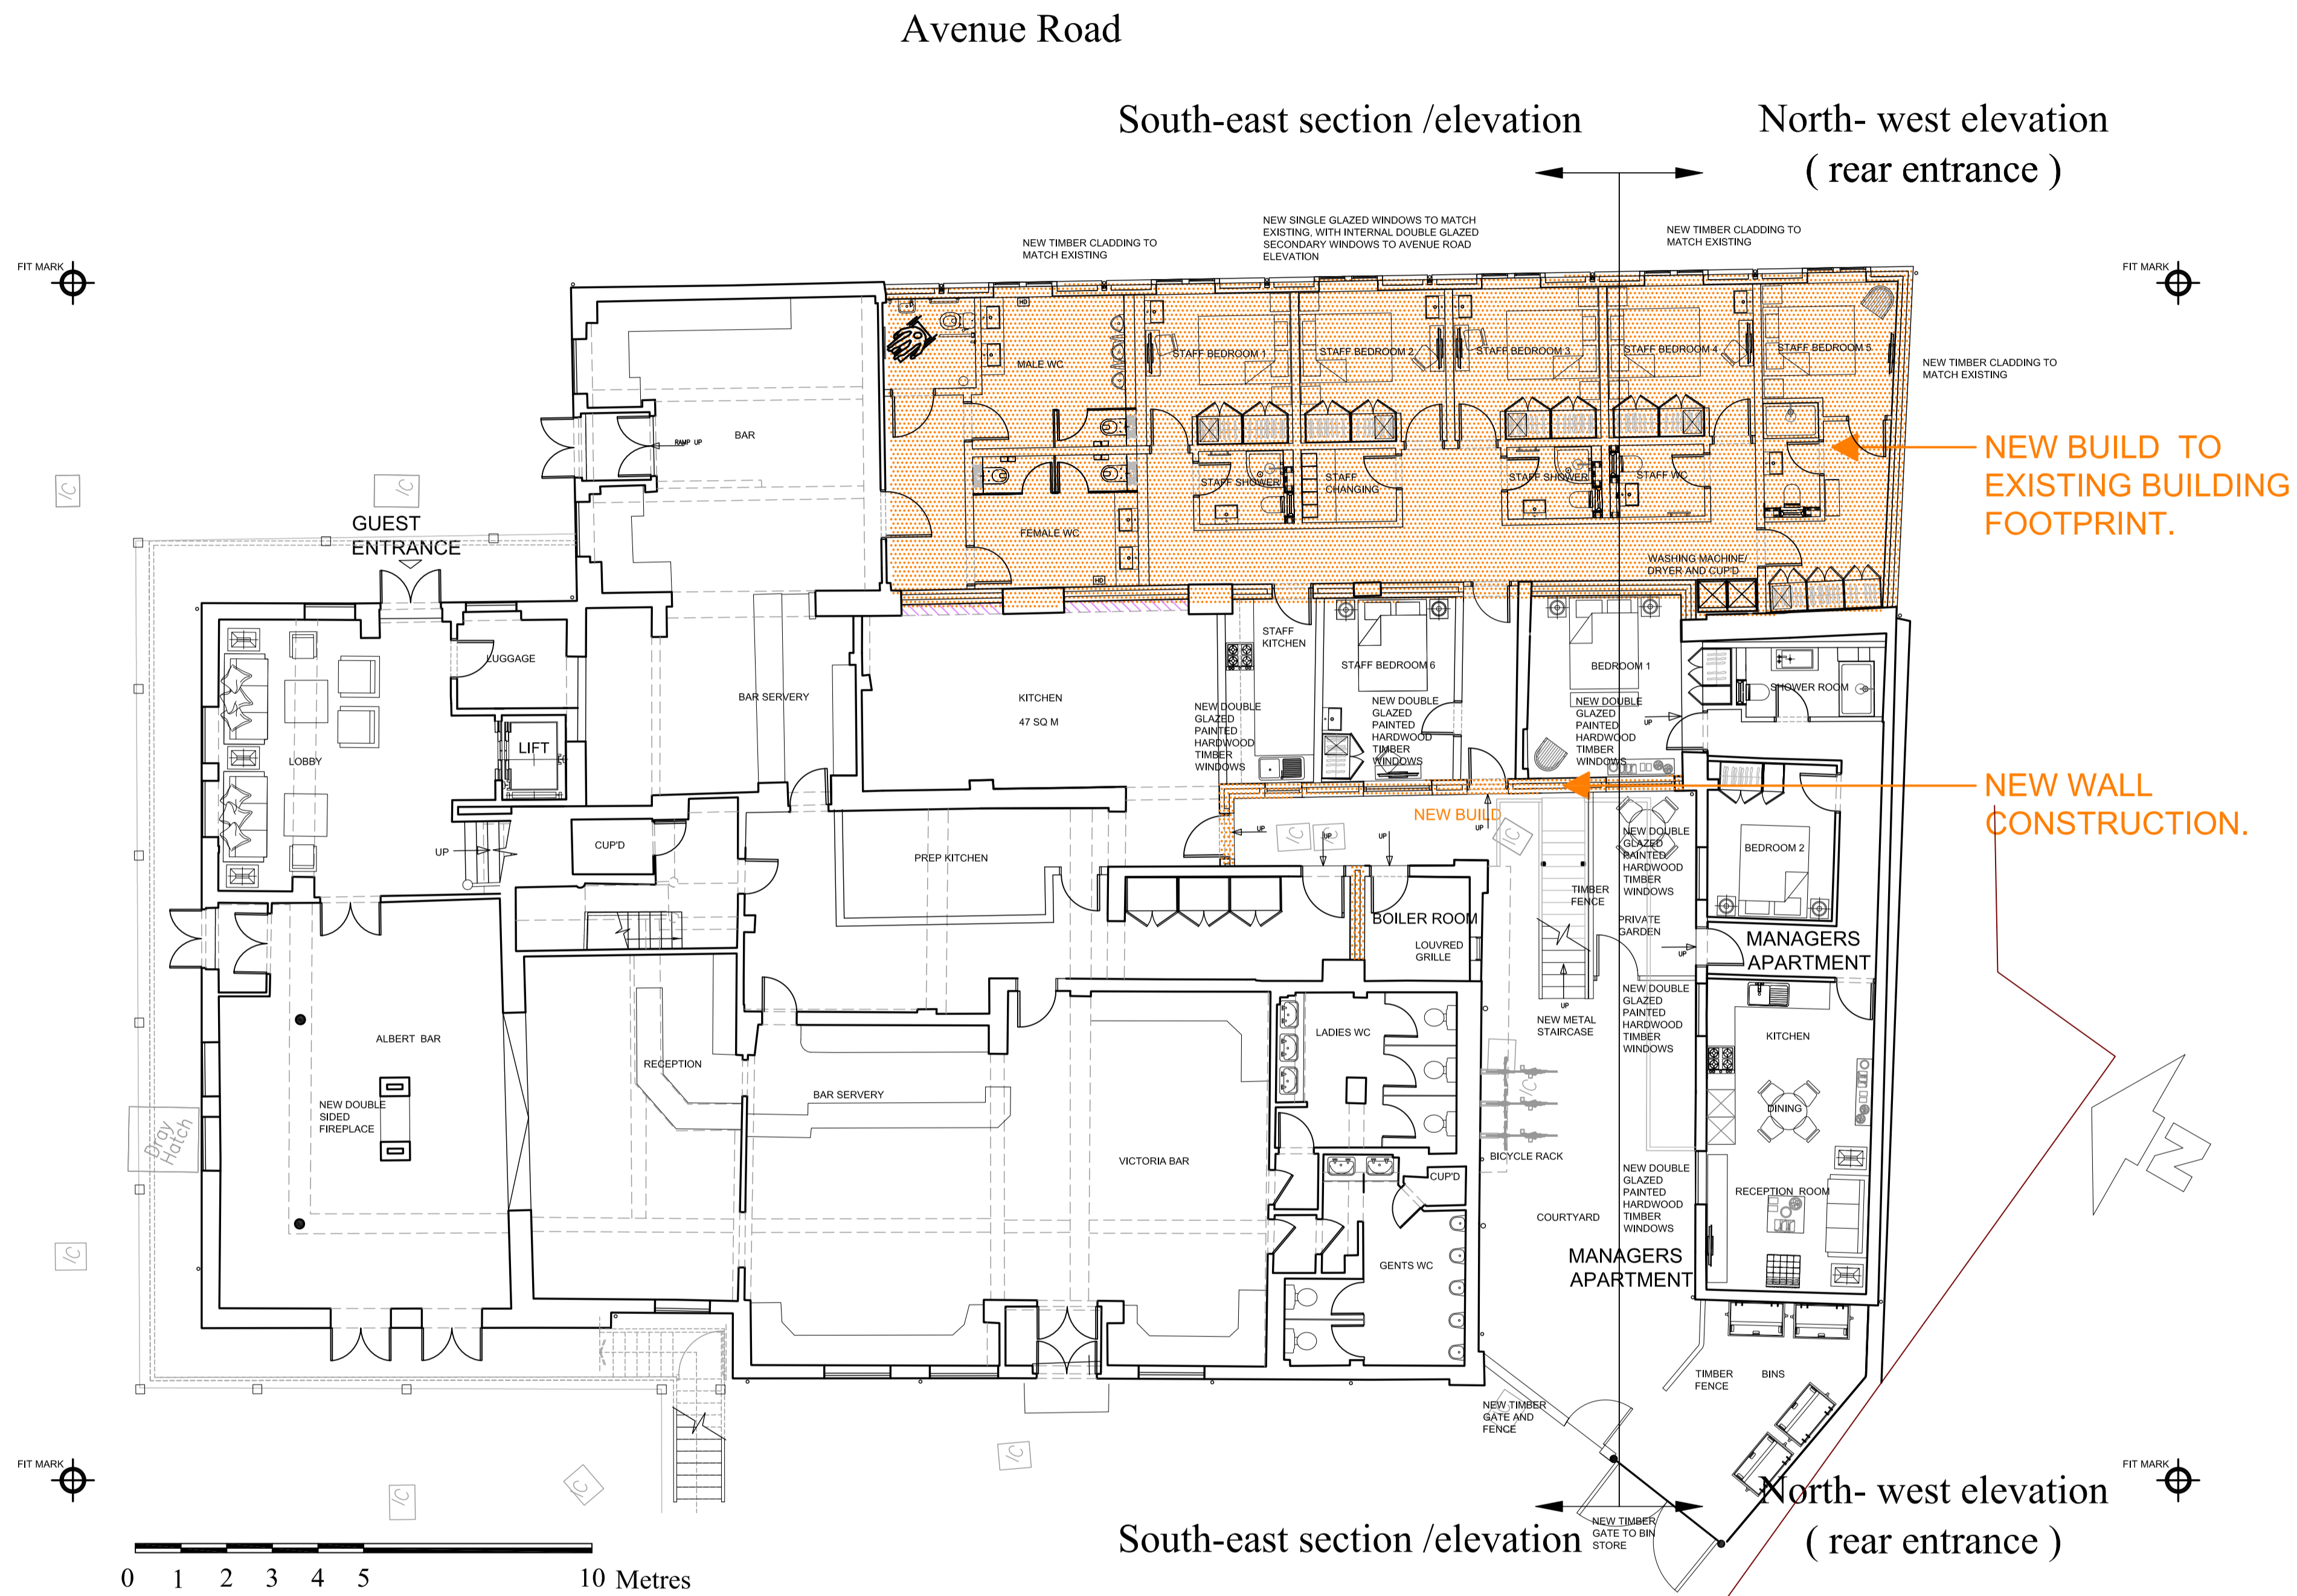 Avenue Road
South-east section /elevation
North- west elevation
( rear entrance )
NEW SINGLE GLAZED WINDOWS TO MATCH
EXISTING, WITH INTERNAL DOUBLE GLAZED
SECONDARY WINDOWS TO AVENUE ROAD
ELEVATION
NEW TIMBER CLADDING TO
MATCH EXISTING
NEW TIMBER CLADDING TO
MATCH EXISTING
FIT MARK
FIT MARK
HD
MALE WC
STAFF BEDROOM 1
STAFF BEDROOM 2
STAFF BEDROOM 3
STAFF BEDROOM 4
STAFF BEDROOM 5
NEW TIMBER CLADDING TO
MATCH EXISTING
BAR
RAMP UP
NEW BUILD TO
EXISTING BUILDING
FOOTPRINT.
I/C
I/C
STAFF SHOWER
STAFF
CHANGING
STAFF SHOWER
STAFF WC
GUEST
ENTRANCE
FEMALE WC
HD
WASHING MACHINE/
DRYER AND CUP'D
LUGGAGE
STAFF
KITCHEN
STAFF BEDROOM 6
BEDROOM 1
SHOWER ROOM
BAR SERVERY
KITCHEN
47 SQ M
NEW DOUBLE
GLAZED
PAINTED
HARDWOOD
TIMBER
WINDOWS
NEW DOUBLE
GLAZED
PAINTED
HARDWOOD
TIMBER
WINDOWS
NEW DOUBLE
GLAZED
PAINTED
HARDWOOD
TIMBER
WINDOWS
UP
UP
LIFT
LOBBY
NEW WALL
CONSTRUCTION.
NEW BUILD
UP
UP
UP
UP
I/C
I/C
I/C
UP
CUP'D
PREP KITCHEN
NEW DOUBLE
GLAZED
PAINTED
HARDWOOD
TIMBER
WINDOWS
BEDROOM 2
TIMBER
FENCE
PRIVATE
GARDEN
BOILER ROOM
LOUVRED
GRILLE
UP
MANAGERS
APARTMENT
UP
NEW METAL
STAIRCASE
NEW DOUBLE
GLAZED
PAINTED
HARDWOOD
TIMBER
WINDOWS
KITCHEN
LADIES WC
ALBERT BAR
RECEPTION
BAR SERVERY
I/C
NEW DOUBLE
SIDED
FIREPLACE
DINING
Dray
Hatch
VICTORIA BAR
BICYCLE RACK
CUP'D
NEW DOUBLE
GLAZED
PAINTED
HARDWOOD
TIMBER
WINDOWS
RECEPTION ROOM
COURTYARD
N
I/C
GENTS WC
MANAGERS
APARTMENT
TIMBER
FENCE
BINS
NEW TIMBER
GATE AND
FENCE
I/C
FIT MARK
I/C
I/C
I/C
FIT MARK
North- west elevation
( rear entrance )
South-east section /elevation
NEW TIMBER
GATE TO BIN
STORE
0 1 2 3 4 5 10 Metres